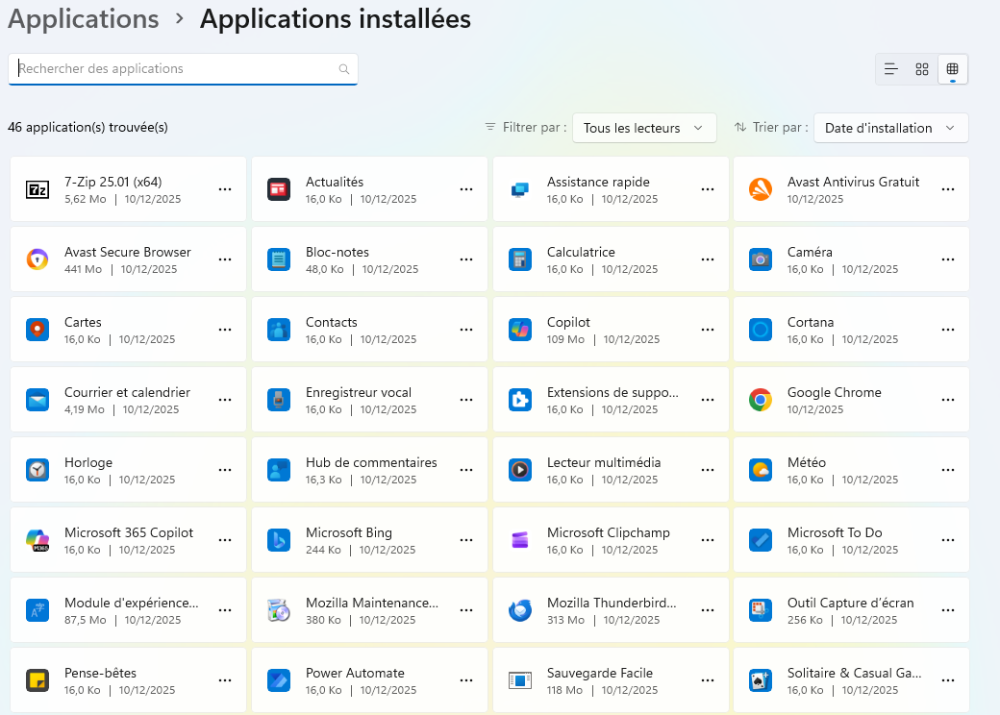 Applications > Applications installées
Rechercher des applications
46 application(s) trouvée(s)
Filtrer par : Tous les lecteurs
Trier par : Date d'installation
7-Zip 25.01 (x64)
5,62 Mo | 10/12/2025
Actualités
16,0 Ko | 10/12/2025
Assistance rapide
16,0 Ko | 10/12/2025
Avast Antivirus Gratuit
10/12/2025
Avast Secure Browser
441 Mo | 10/12/2025
Bloc-notes
48,0 Ko | 10/12/2025
Calculatrice
16,0 Ko | 10/12/2025
Caméra
16,0 Ko | 10/12/2025
Cartes
16,0 Ko | 10/12/2025
Contacts
16,0 Ko | 10/12/2025
Copilot
109 Mo | 10/12/2025
Cortana
16,0 Ko | 10/12/2025
Courrier et calendrier
4,19 Mo | 10/12/2025
Enregistreur vocal
16,0 Ko | 10/12/2025
Extensions de suppo...
16,0 Ko | 10/12/2025
Google Chrome
10/12/2025
Horloge
16,0 Ko | 10/12/2025
Hub de commentaires
16,3 Ko | 10/12/2025
Lecteur multimédia
16,0 Ko | 10/12/2025
Météo
16,0 Ko | 10/12/2025
Microsoft 365 Copilot
16,0 Ko | 10/12/2025
Microsoft Bing
244 Ko | 10/12/2025
Microsoft Clipchamp
16,0 Ko | 10/12/2025
Microsoft To Do
16,0 Ko | 10/12/2025
Module d'expérience...
87,5 Mo | 10/12/2025
Mozilla Maintenance...
380 Ko | 10/12/2025
Mozilla Thunderbird...
313 Mo | 10/12/2025
Outil Capture d’écran
256 Ko | 10/12/2025
Pense-bêtes
16,0 Ko | 10/12/2025
Power Automate
16,0 Ko | 10/12/2025
Sauvegarde Facile
118 Mo | 10/12/2025
Solitaire & Casual Ga...
16,0 Ko | 10/12/2025